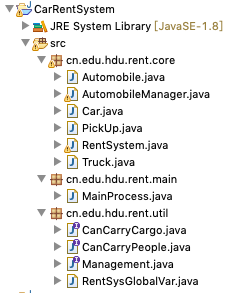 CarRentSystem
JRE System Library [JavaSE-1.8]
src
cn.edu.hdu.rent.core
Automobile.java
AutomobileManager.java
Car.java
PickUp.java
RentSystem.java
Truck.java
cn.edu.hdu.rent.main
MainProcess.java
cn.edu.hdu.rent.util
CanCarryCargo.java
CanCarryPeople.java
Management.java
RentSysGlobalVar.java